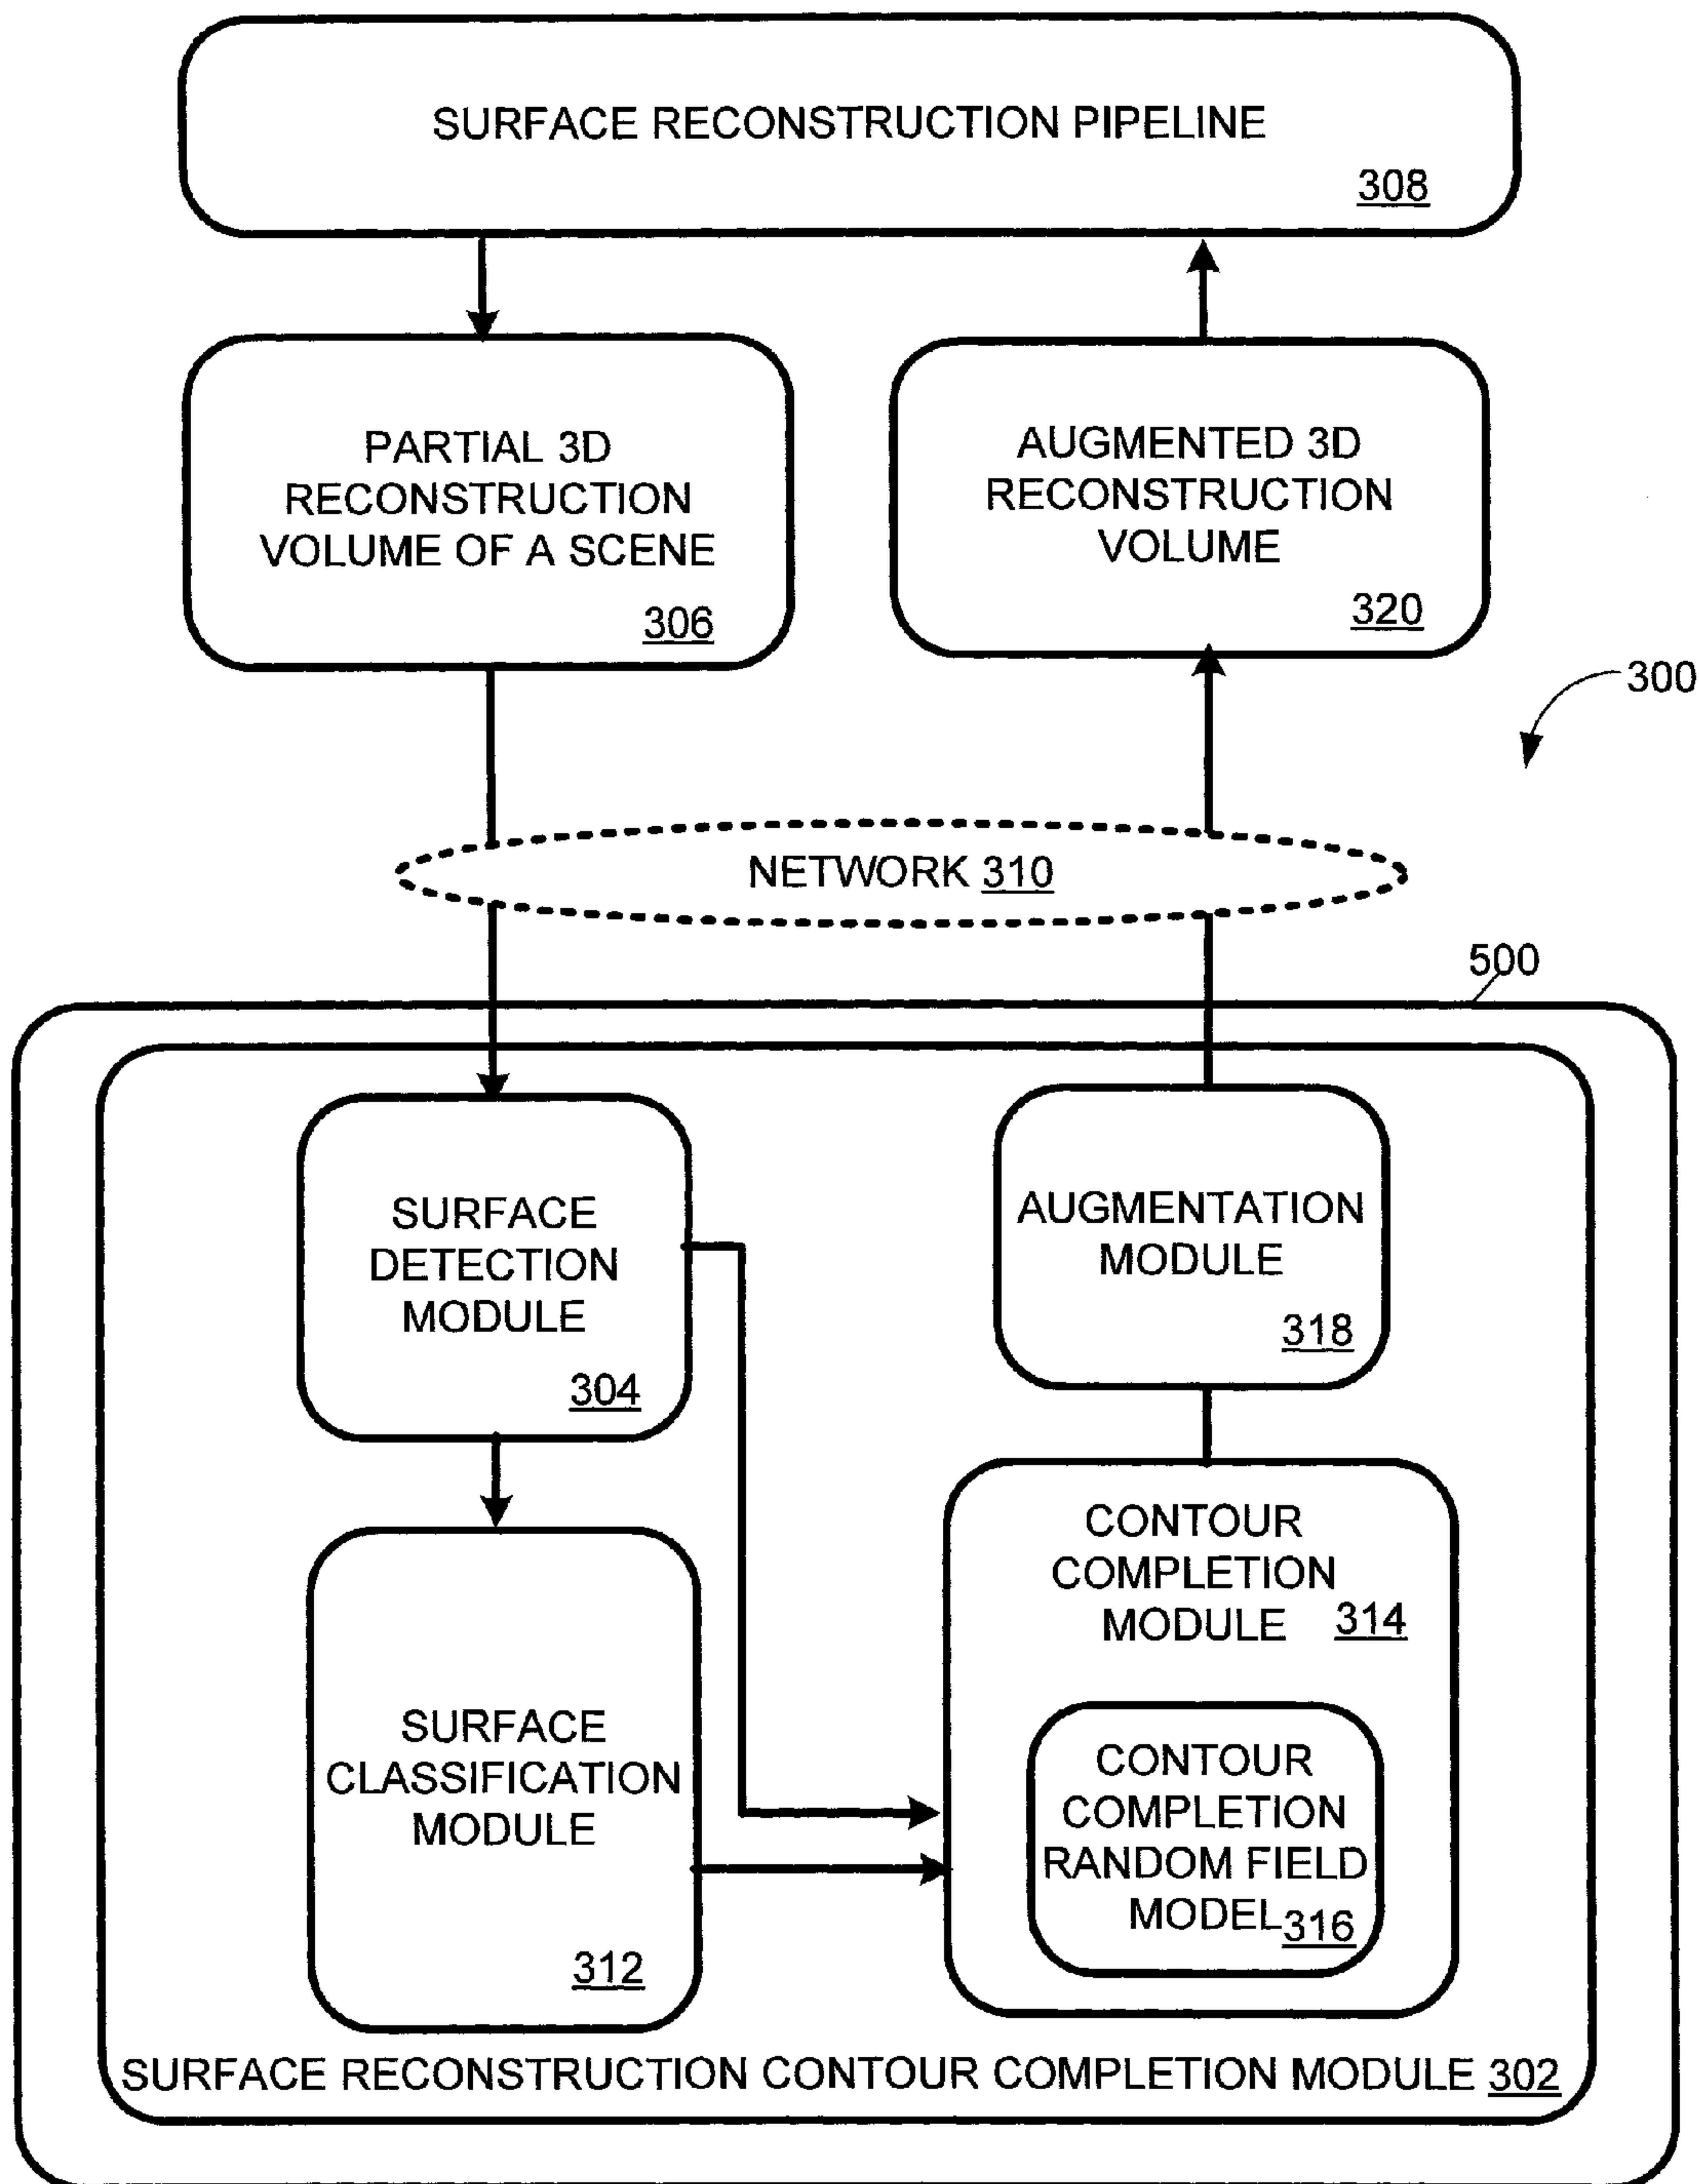 SURFACE RECONSTRUCTION PIPELINE
308
PARTIAL 3D
RECONSTRUCTION
VOLUME OF A SCENE
306
AUGMENTED 3D
RECONSTRUCTION
VOLUME
320
300
NETWORK 310
500
SURFACE
DETECTION
MODULE
304
AUGMENTATION
MODULE
318
SURFACE
CLASSIFICATION
MODULE
312
CONTOUR
COMPLETION
MODULE 314
CONTOUR
COMPLETION
RANDOM FIELD
MODEL 316
SURFACE RECONSTRUCTION CONTOUR COMPLETION MODULE 302